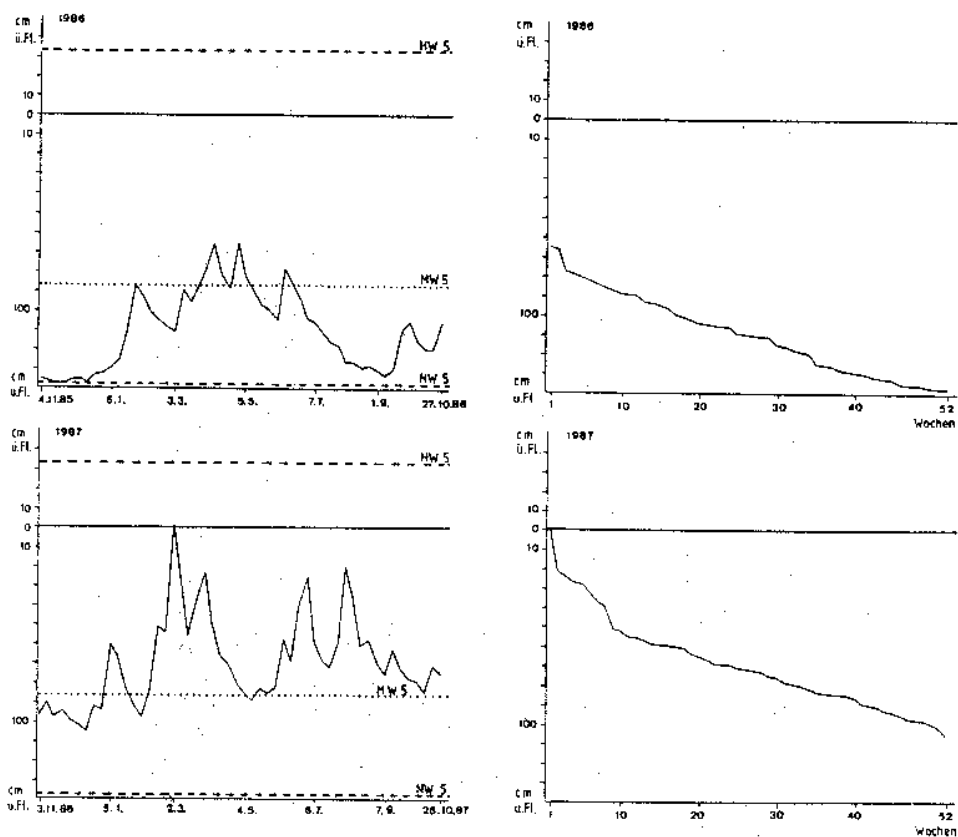 cm 1986
ü.Fl. MW 5
10
0
10
MW 5
100
cm NW 5
u.Fl. 4.11.85 6.1. 3.3. 5.5. 7.7. 1.9. 27.10.86
cm 1986
ü.Fl.
10
0
10
100
cm
u.Fl 1 10 20 30 40 52
Wochen
cm 1987
ü.Fl. MW 5
10
0
10
MW 5
100
cm NW 5
u.Fl. 3.11.86 5.1. 2.3. 4.5. 6.7. 7.9. 26.10.87
cm 1987
ü.Fl.
10
0
10
100
cm
u.Fl. 10 20 30 40 52
Wochen